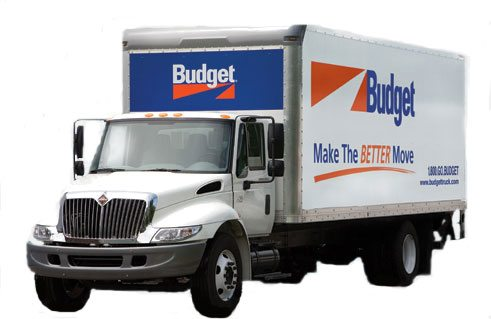 Budget
Budget
Make The BETTER Move
1.800.GO.BUDGET
www.budgettruck.com